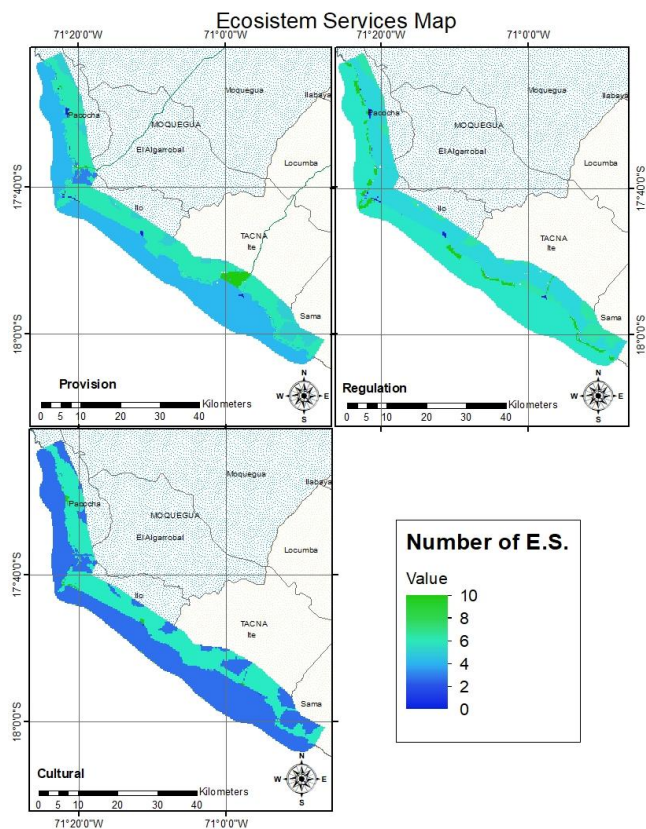 Ecosistem Services Map
71°20'0"W 71°0'0"W 71°20'0"W 71°0'0"W
Moquegua
Ilabaya
Pacocha
MOQUEGUA
El Algarrobal
Locumba
17°40'0"S
Ilo
TACNA
Ite
Sama
18°0'0"S
Provision
Kilometers
0 5 10 20 30 40
N
W E
S
Moquegua
Ilabaya
Pacocha
MOQUEGUA
El Algarrobal
Locumba
17°40'0"S
Ilo
TACNA
Ite
Sama
18°0'0"S
Regulation
Kilometers
0 5 10 20 30 40
N
W E
S
Moquegua
Ilabaya
Pacocha
MOQUEGUA
El Algarrobal
Locumba
17°40'0"S
Ilo
TACNA
Ite
Sama
18°0'0"S
Cultural
Kilometers
0 5 10 20 30 40
N
W E
S
71°20'0"W 71°0'0"W
Number of E.S.
Value
10
8
6
4
2
0